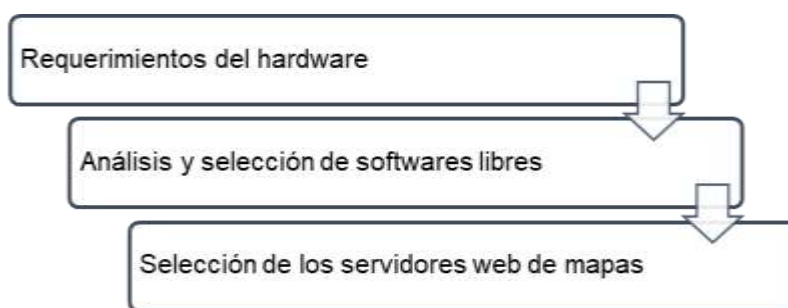 Requerimientos del hardware
Análisis y selección de softwares libres
Selección de los servidores web de mapas